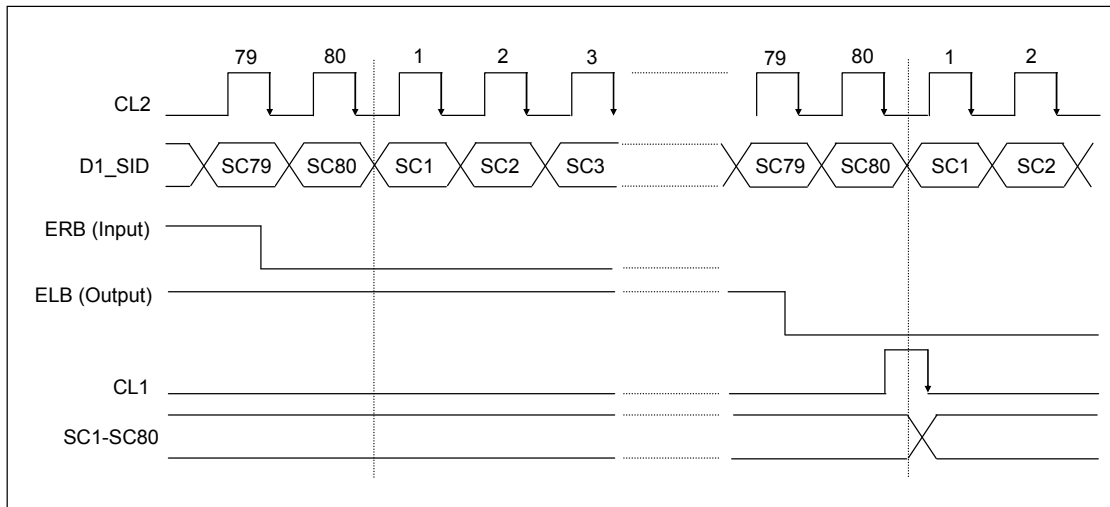 79 80 1 2 3 79 80 1 2
CL2
D1_SID SC79 SC80 SC1 SC2 SC3 SC79 SC80 SC1 SC2
ERB (Input)
ELB (Output)
CL1
SC1-SC80